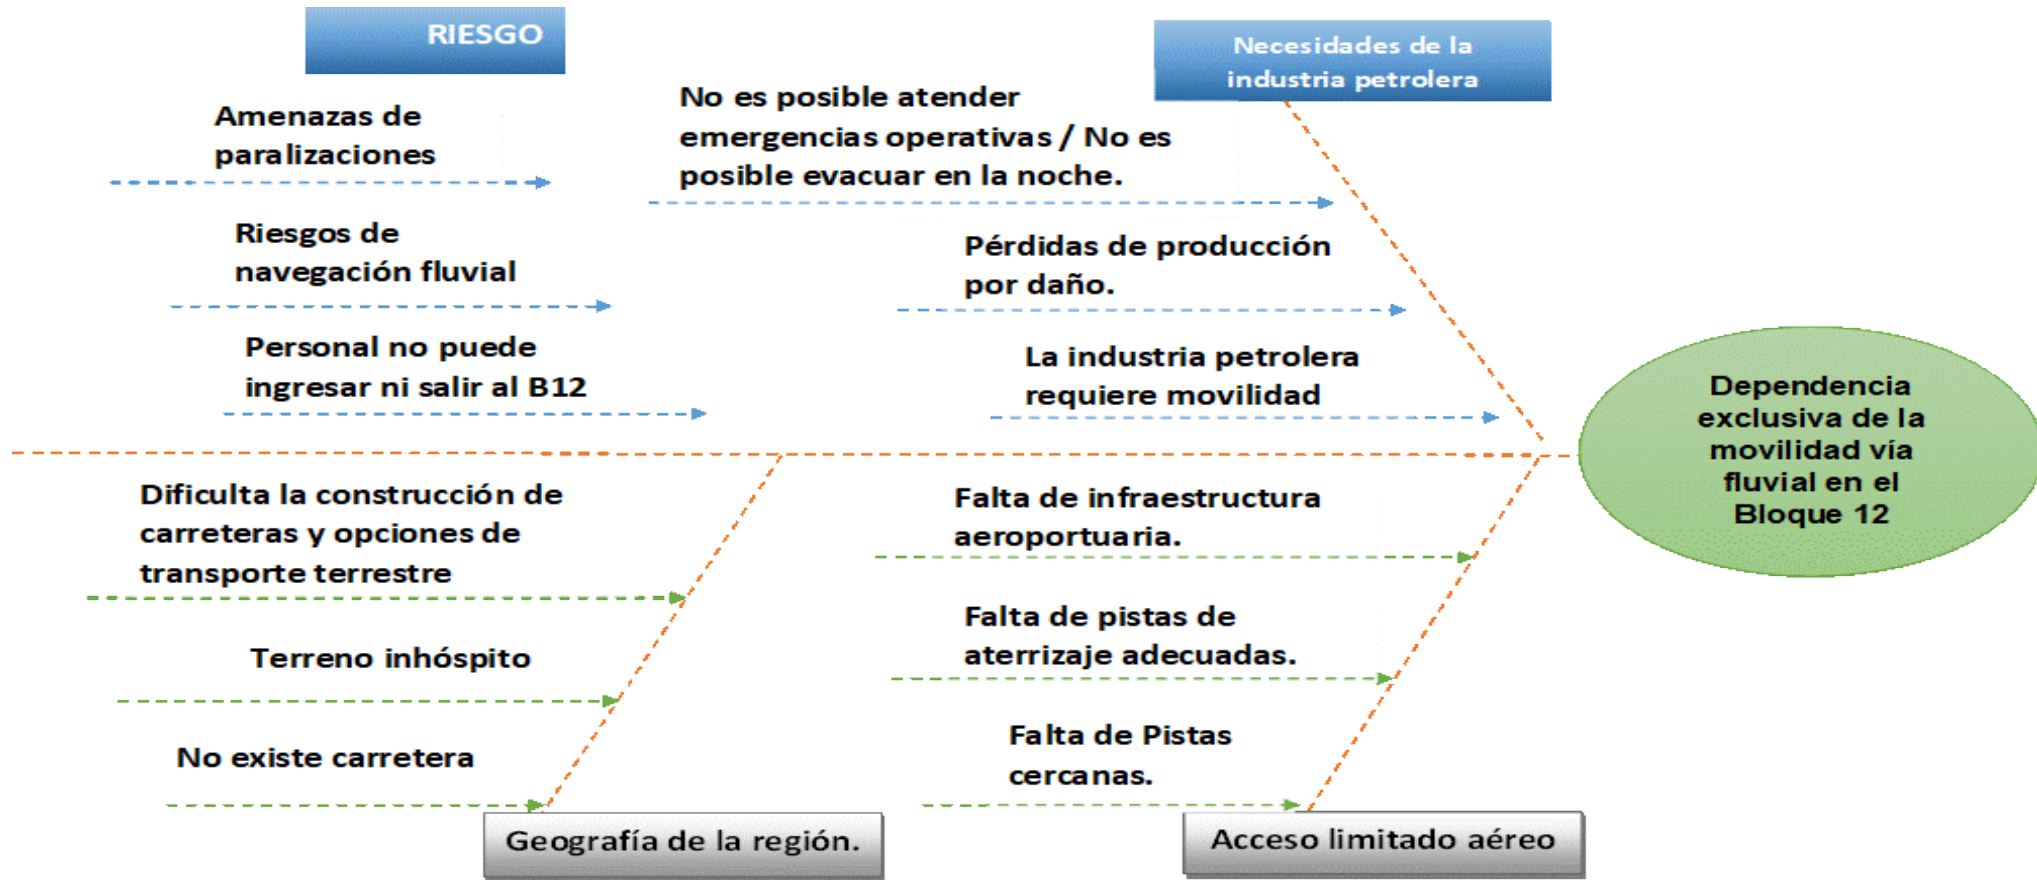 RIESGO
Necesidades de la
industria petrolera
Amenazas de
paralizaciones
No es posible atender
emergencias operativas / No es
posible evacuar en la noche.
Riesgos de
navegación fluvial
Pérdidas de producción
por daño.
Personal no puede
ingresar ni salir al B12
La industria petrolera
requiere movilidad
Dependencia
exclusiva de la
movilidad vía
fluvial en el
Bloque 12
Dificulta la construcción de
carreteras y opciones de
transporte terrestre
Falta de infraestructura
aeroportuaria.
Terreno inhóspito
Falta de pistas de
aterrizaje adecuadas.
No existe carretera
Falta de Pistas
cercanas.
Geografía de la región.
Acceso limitado aéreo